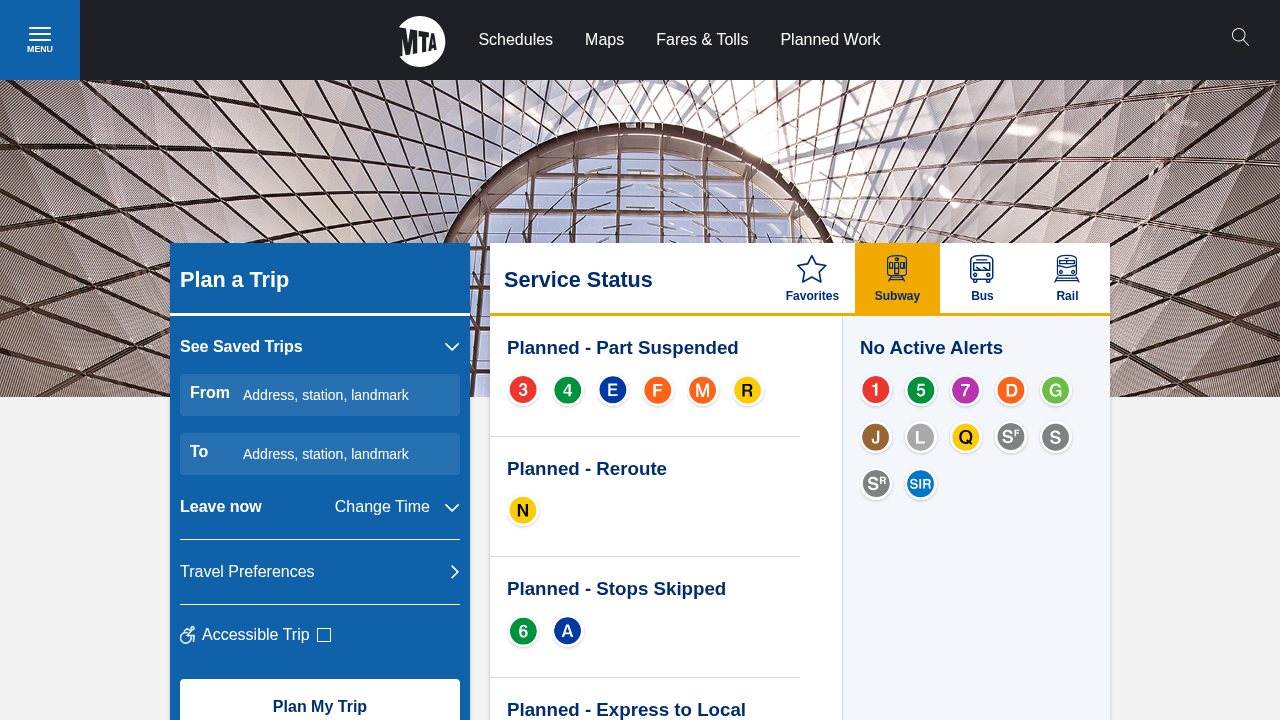 MENU
MTA
Schedules
Maps
Fares & Tolls
Planned Work
Plan a Trip
See Saved Trips
From Address, station, landmark
To Address, station, landmark
Leave now Change Time
Travel Preferences
Accessible Trip
Plan My Trip
Service Status
Favorites
Subway
Bus
Rail
Planned - Part Suspended
3 4 E F M R
Planned - Reroute
N
Planned - Stops Skipped
6 A
Planned - Express to Local
No Active Alerts
1 5 7 D G
J L Q SF S
SR SIR